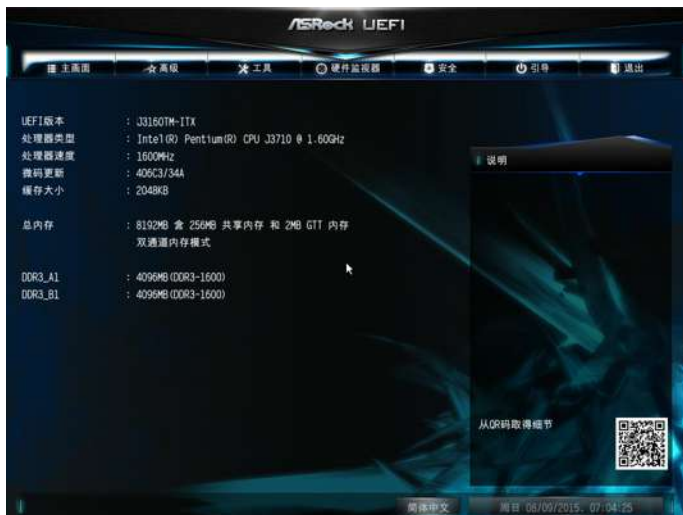 ASRock UEFI
主画面 高级 工具 硬件监视器 安全 引导 退出
UEFI版本 : J3160TM-ITX
处理器类型 : Intel(R) Pentium(R) CPU J3710 @ 1.60GHz
处理器速度 : 1600MHz
微码更新 : 406C3/34A
缓存大小 : 2048KB
总内存 : 8192MB 含 256MB 共享内存 和 2MB GTT 内存
双通道内存模式
DDR3_A1 : 4096MB(DDR3-1600)
DDR3_B1 : 4096MB(DDR3-1600)
说明
从QR码取得细节
简体中文 周日 08/09/2015. 07:04:25